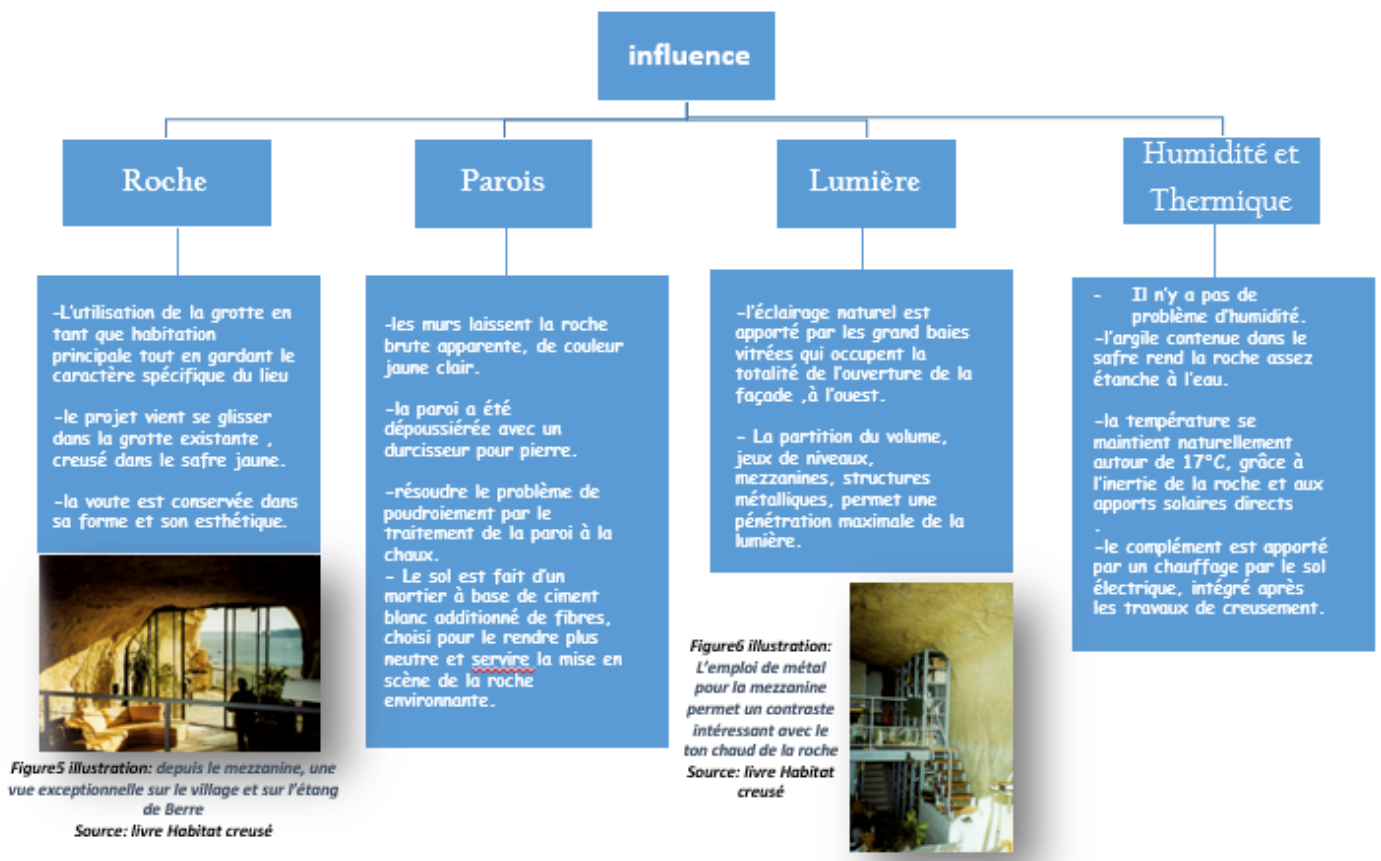 influence
Roche
-L'utilisation de la grotte en
tant que habitation
principale tout en gardant le
caractère spécifique du lieu
-le projet vient se glisser
dans la grotte existante ,
creusé dans le safre jaune.
-la voute est conservée dans
sa forme et son esthétique.
Figure5 illustration: depuis le mezzanine, une
vue exceptionnelle sur le village et sur l'étang
de Berre
Source: livre Habitat creusé
Parois
-les murs laissent la roche
brute apparente, de couleur
jaune clair.
-la paroi a été
dépoussiérée avec un
durcisseur pour pierre.
-résoudre le problème de
poudroiement par le
traitement de la paroi à la
chaux.
- Le sol est fait d'un
mortier à base de ciment
blanc additionné de fibres,
choisi pour le rendre plus
neutre et servire la mise en
scène de la roche
environnante.
Lumière
-l'éclairage naturel est
apporté par les grand baies
vitrées qui occupent la
totalité de l'ouverture de la
façade ,à l'ouest.
- La partition du volume,
jeux de niveaux,
mezzanines, structures
métalliques, permet une
pénétration maximale de la
lumière.
Figure6 illustration:
L'emploi de métal
pour la mezzanine
permet un contraste
intéressant avec le
ton chaud de la roche
Source: livre Habitat
creusé
Humidité et
Thermique
- Il n'y a pas de
problème d'humidité.
-l'argile contenue dans le
safre rend la roche assez
étanche à l'eau.
-la température se
maintient naturellement
autour de 17°C, grâce à
l'inertie de la roche et aux
apports solaires directs
.
-le complément est apporté
par un chauffage par le sol
électrique, intégré après
les travaux de creusement.